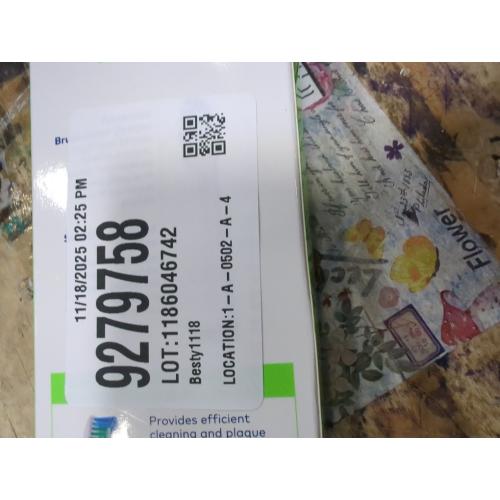 Bru
11/18/2025 02:25 PM
9279758
LOT:1186046742
Besty1118
LOCATION:1-A-0502-A-4
Provides efficient
cleaning and plaque
Flower